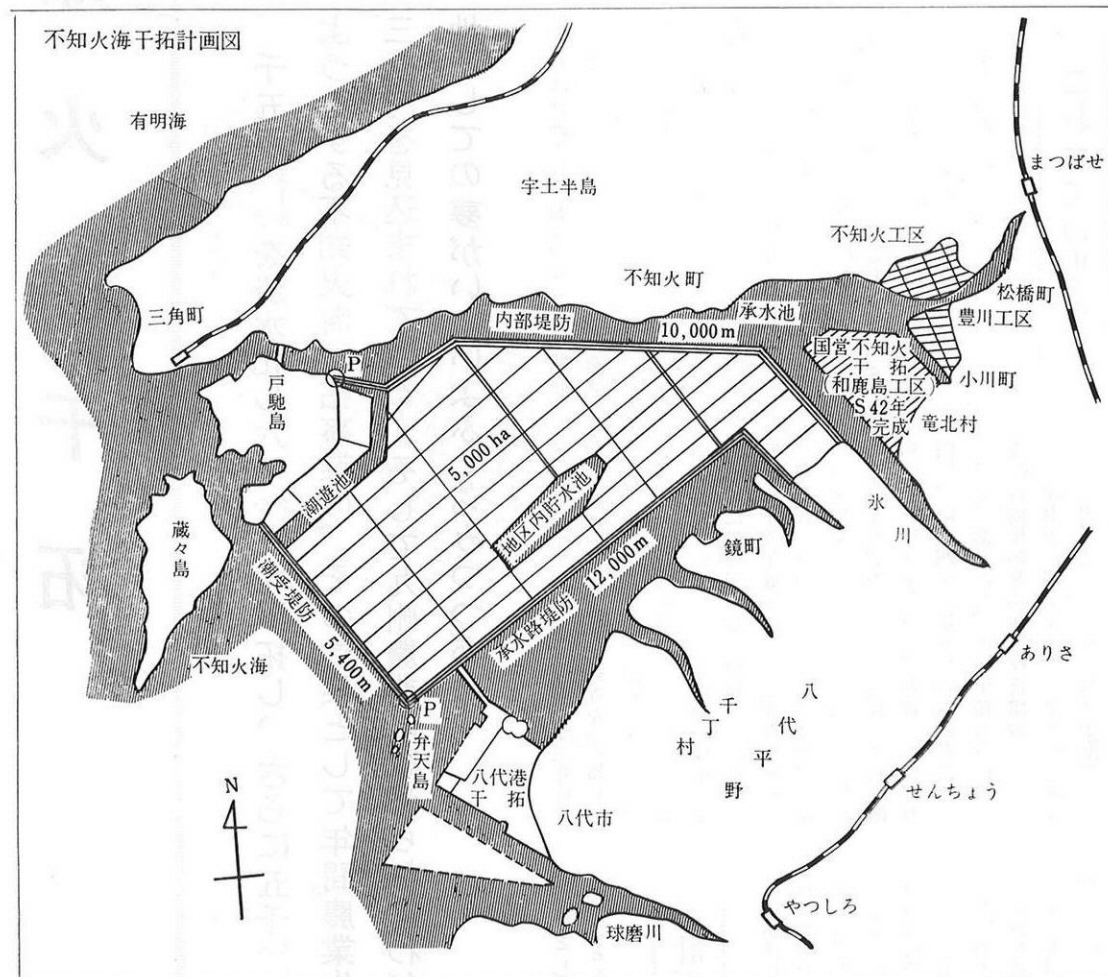 不知火海干拓計画図
有明海
宇土半島
まつばせ
不知火工区
不知火町
松橋町
三角町
内部堤防
10,000m
承水池
豊川工区
P
国営不知火
干拓
(和鹿島工区)
S42年
完成
小川町
竜北村
戸馳島
5,000ha
潮遊池
地区内貯水池
氷川
蔵々島
鏡町
潮受堤防 5,400m
承水路堤防 12,000m
不知火海
ありさ
P
弁天島
千丁村
八代平野
八代港
干拓
八代市
せんちょう
N
やつしろ
球磨川